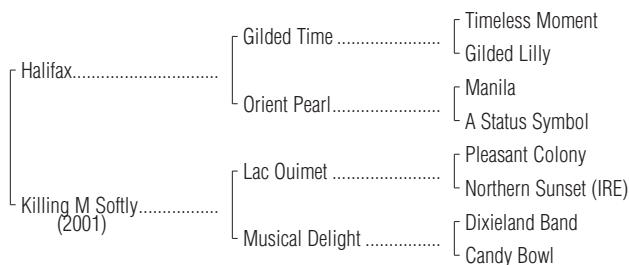 Timeless Moment
Gilded Time ......................
Gilded Lilly
Halifax...............................
Manila
Orient Pearl.......................
A Status Symbol
Pleasant Colony
Lac Ouimet .......................
Northern Sunset (IRE)
Killing M Softly.................
(2001)
Dixieland Band
Musical Delight ................
Candy Bowl